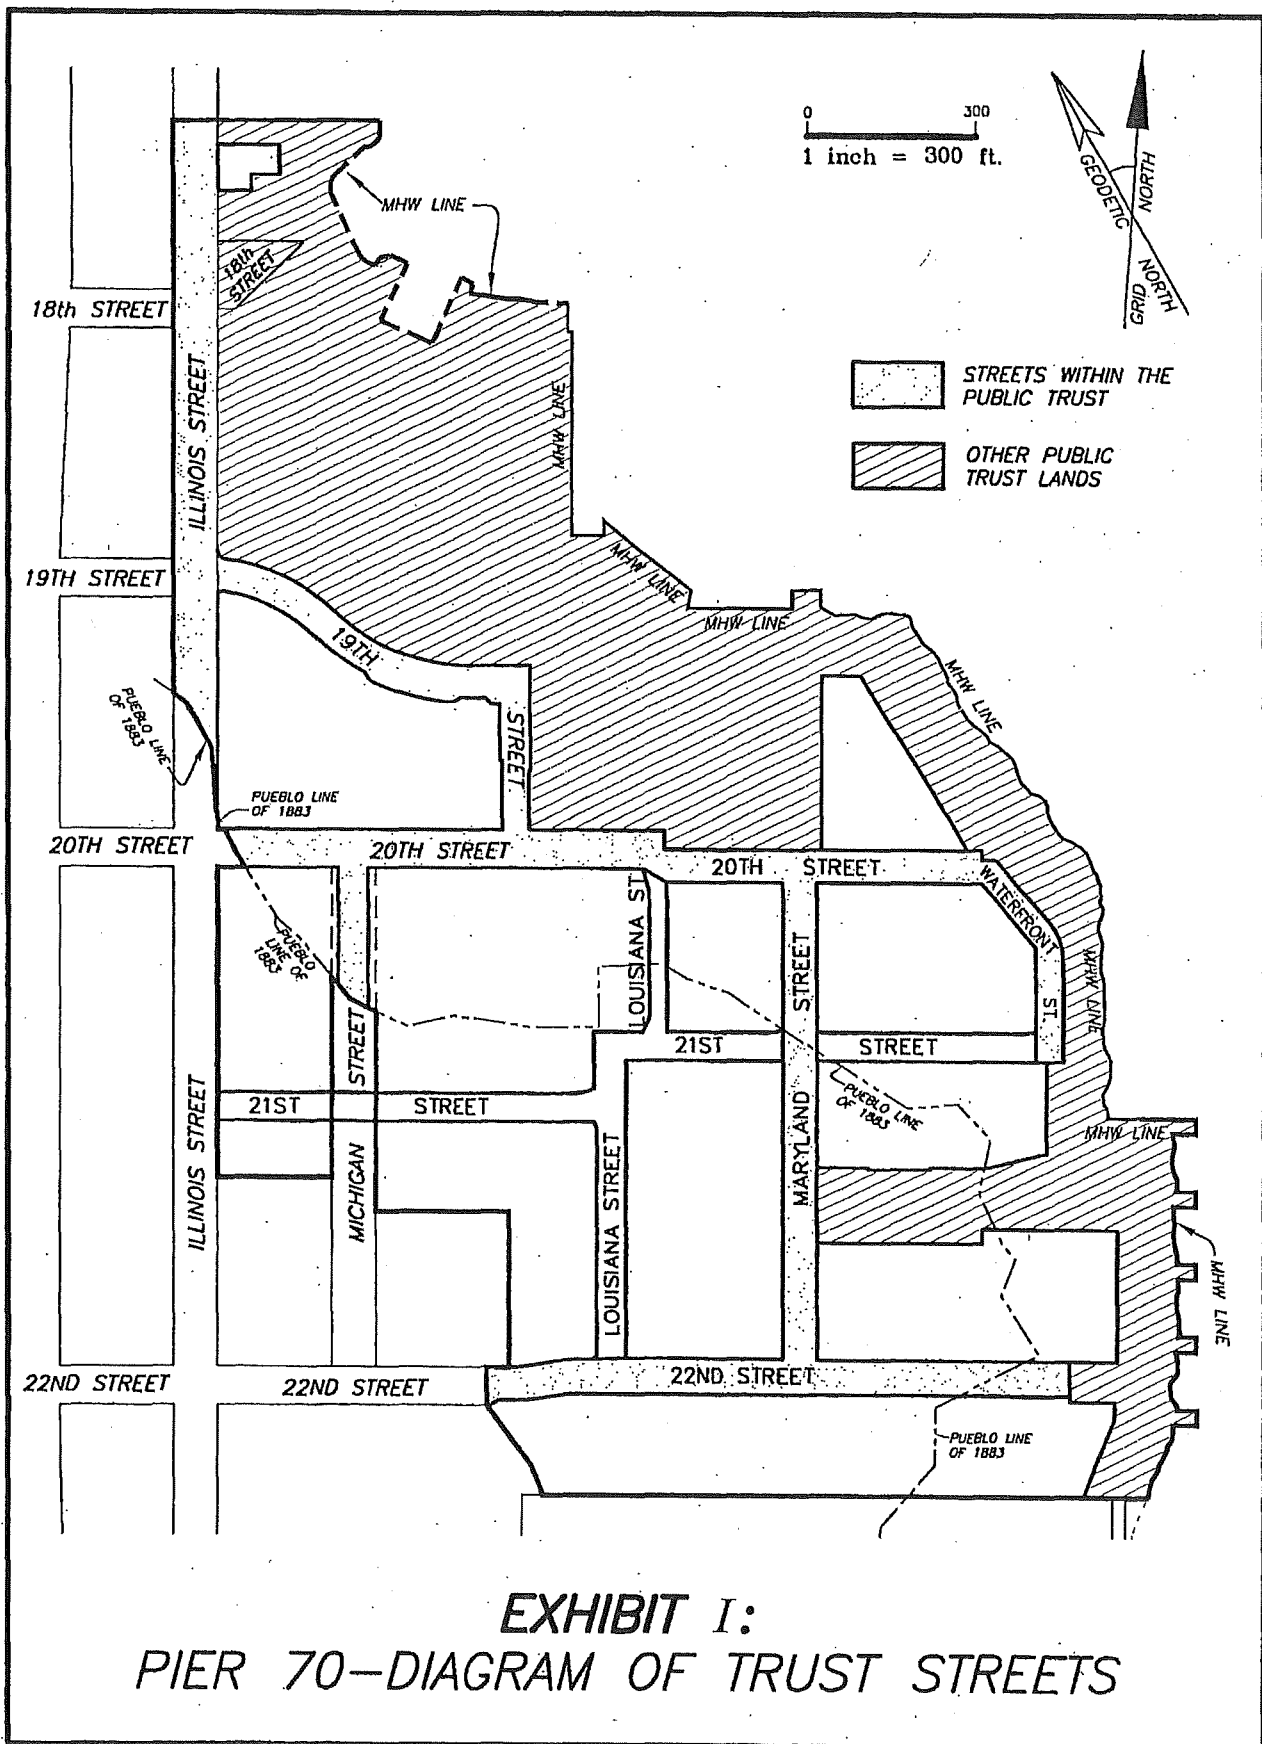 0 300
1 inch = 300 ft.
GEODETIC
NORTH
GRID
NORTH
MHW LINE
18th
STREET
18th STREET
ILLINOIS STREET
MHW LINE
STREETS WITHIN THE
PUBLIC TRUST
OTHER PUBLIC
TRUST LANDS
19TH STREET
19TH
STREET
MHW LINE
MHW LINE
MHW LINE
PUEBLO LINE
OF 1883
PUEBLO LINE
OF 1883
20TH STREET
20TH STREET
20TH STREET
WATERFRONT
ST.
PUEBLO
LINE OF
1883
LOUISIANA ST
MARYLAND STREET
MHW LINE
21ST STREET
PUEBLO LINE
OF 1883
ILLINOIS STREET
21ST STREET
MICHIGAN STREET
LOUISIANA STREET
MHW LINE
MHW LINE
22ND STREET
22ND STREET
22ND STREET
PUEBLO LINE
OF 1883
EXHIBIT I:
PIER 70-DIAGRAM OF TRUST STREETS